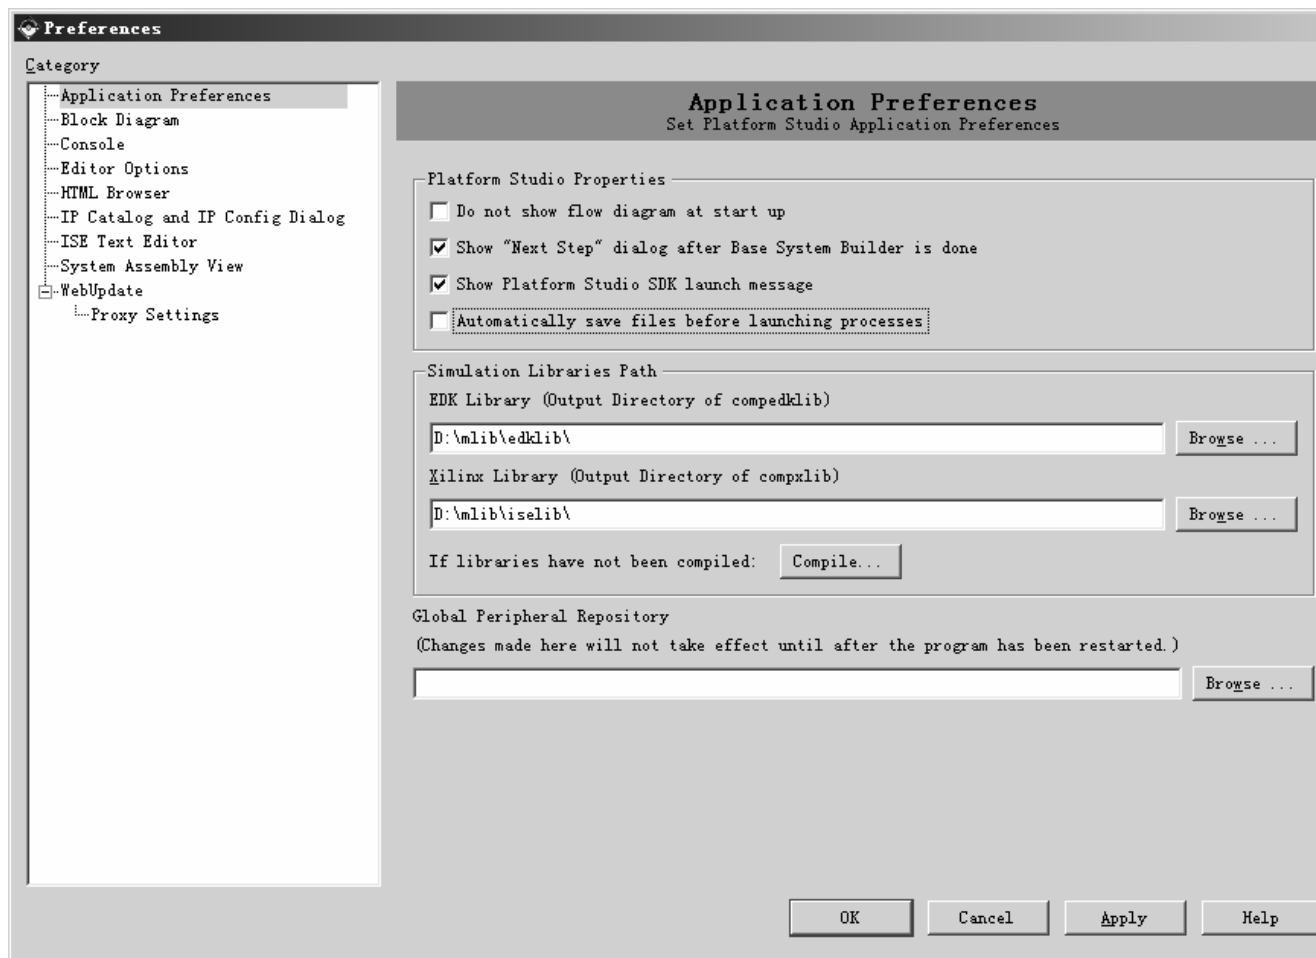 Preferences
Category
Application Preferences
Block Diagram
Console
Editor Options
HTML Browser
IP Catalog and IP Config Dialog
ISE Text Editor
System Assembly View
WebUpdate
Proxy Settings
Application Preferences
Set Platform Studio Application Preferences
Platform Studio Properties
Do not show flow diagram at start up
Show "Next Step" dialog after Base System Builder is done
Show Platform Studio SDK launch message
Automatically save files before launching processes
Simulation Libraries Path
EDK Library (Output Directory of compedklib)
D:\mlib\edklib\ Browse ...
Xilinx Library (Output Directory of compxlib)
D:\mlib\iselib\ Browse ...
If libraries have not been compiled: Compile...
Global Peripheral Repository
(Changes made here will not take effect until after the program has been restarted.)
Browse ...
OK Cancel Apply Help